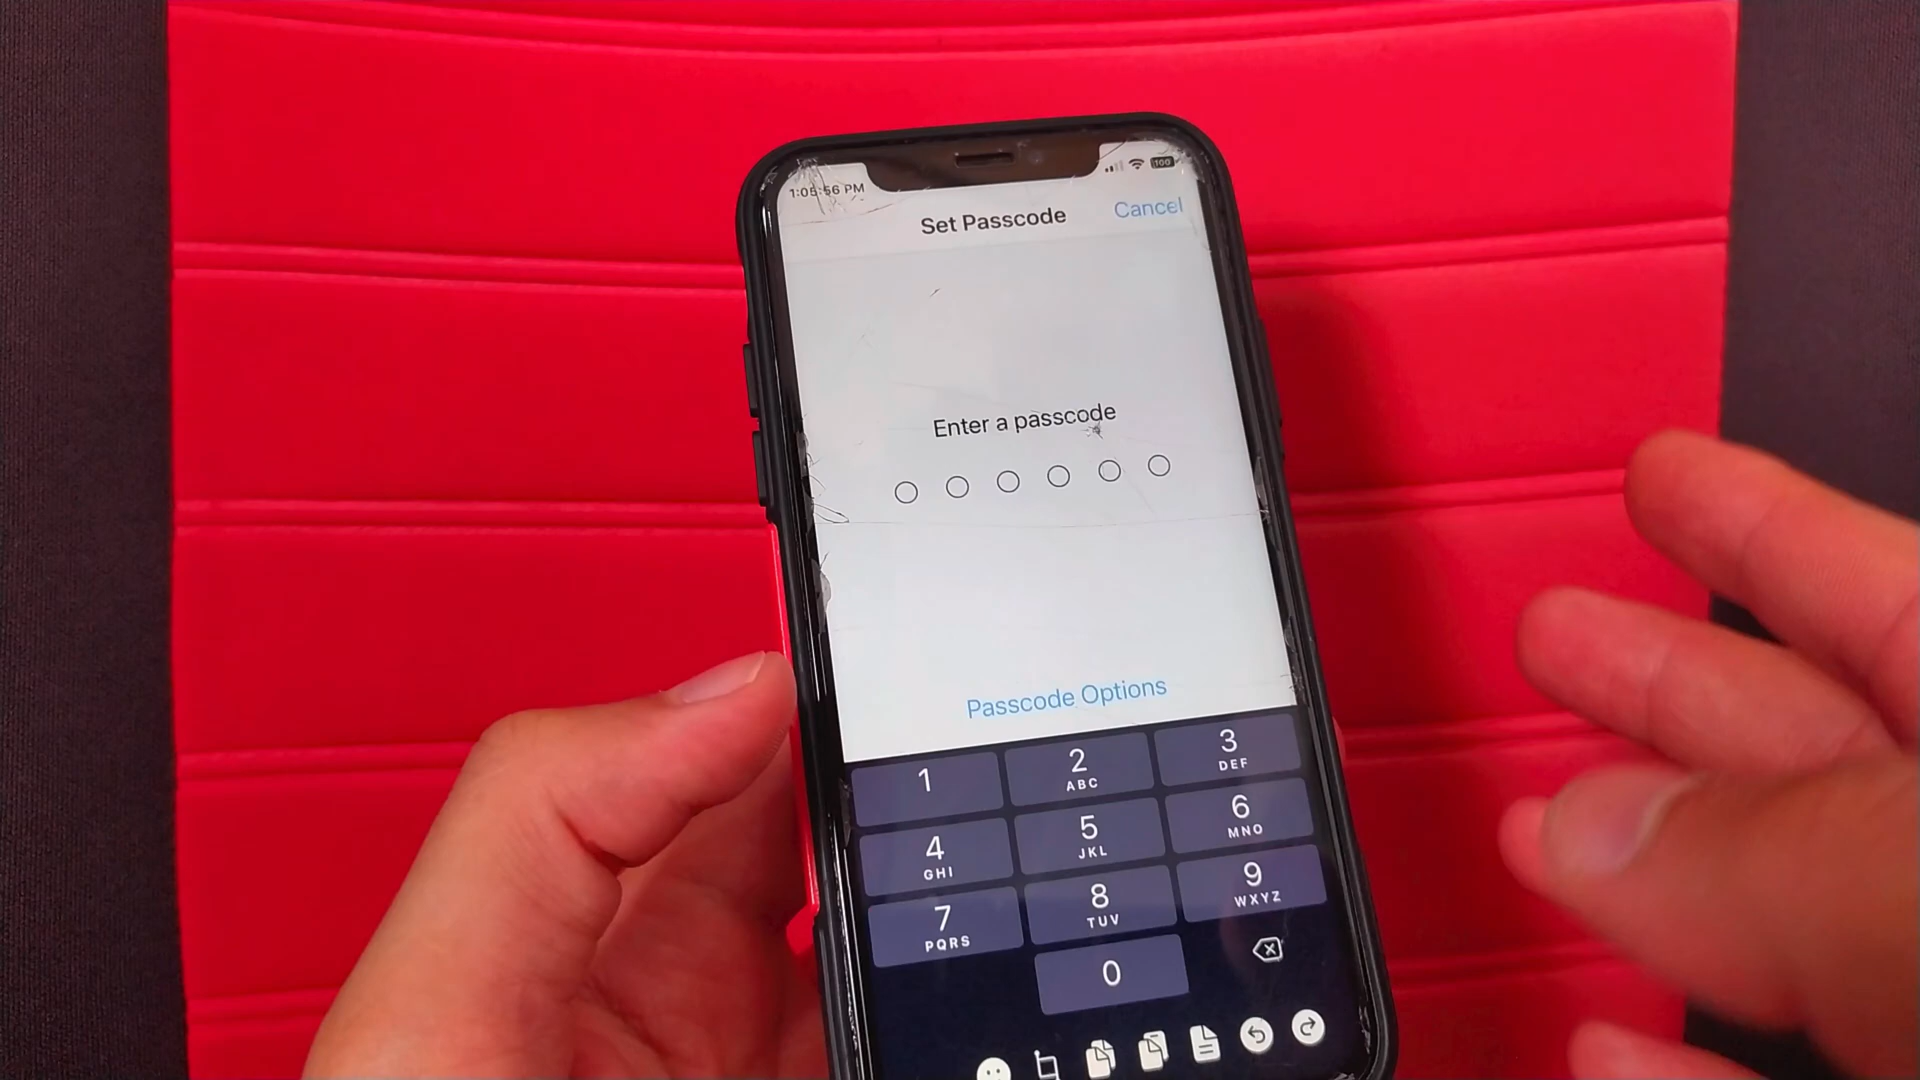 1:05:56 PM
100
Set Passcode
Cancel
Enter a passcode
Passcode Options
1
2
ABC
3
DEF
4
GHI
5
JKL
6
MNO
7
PQRS
8
TUV
9
WXYZ
0